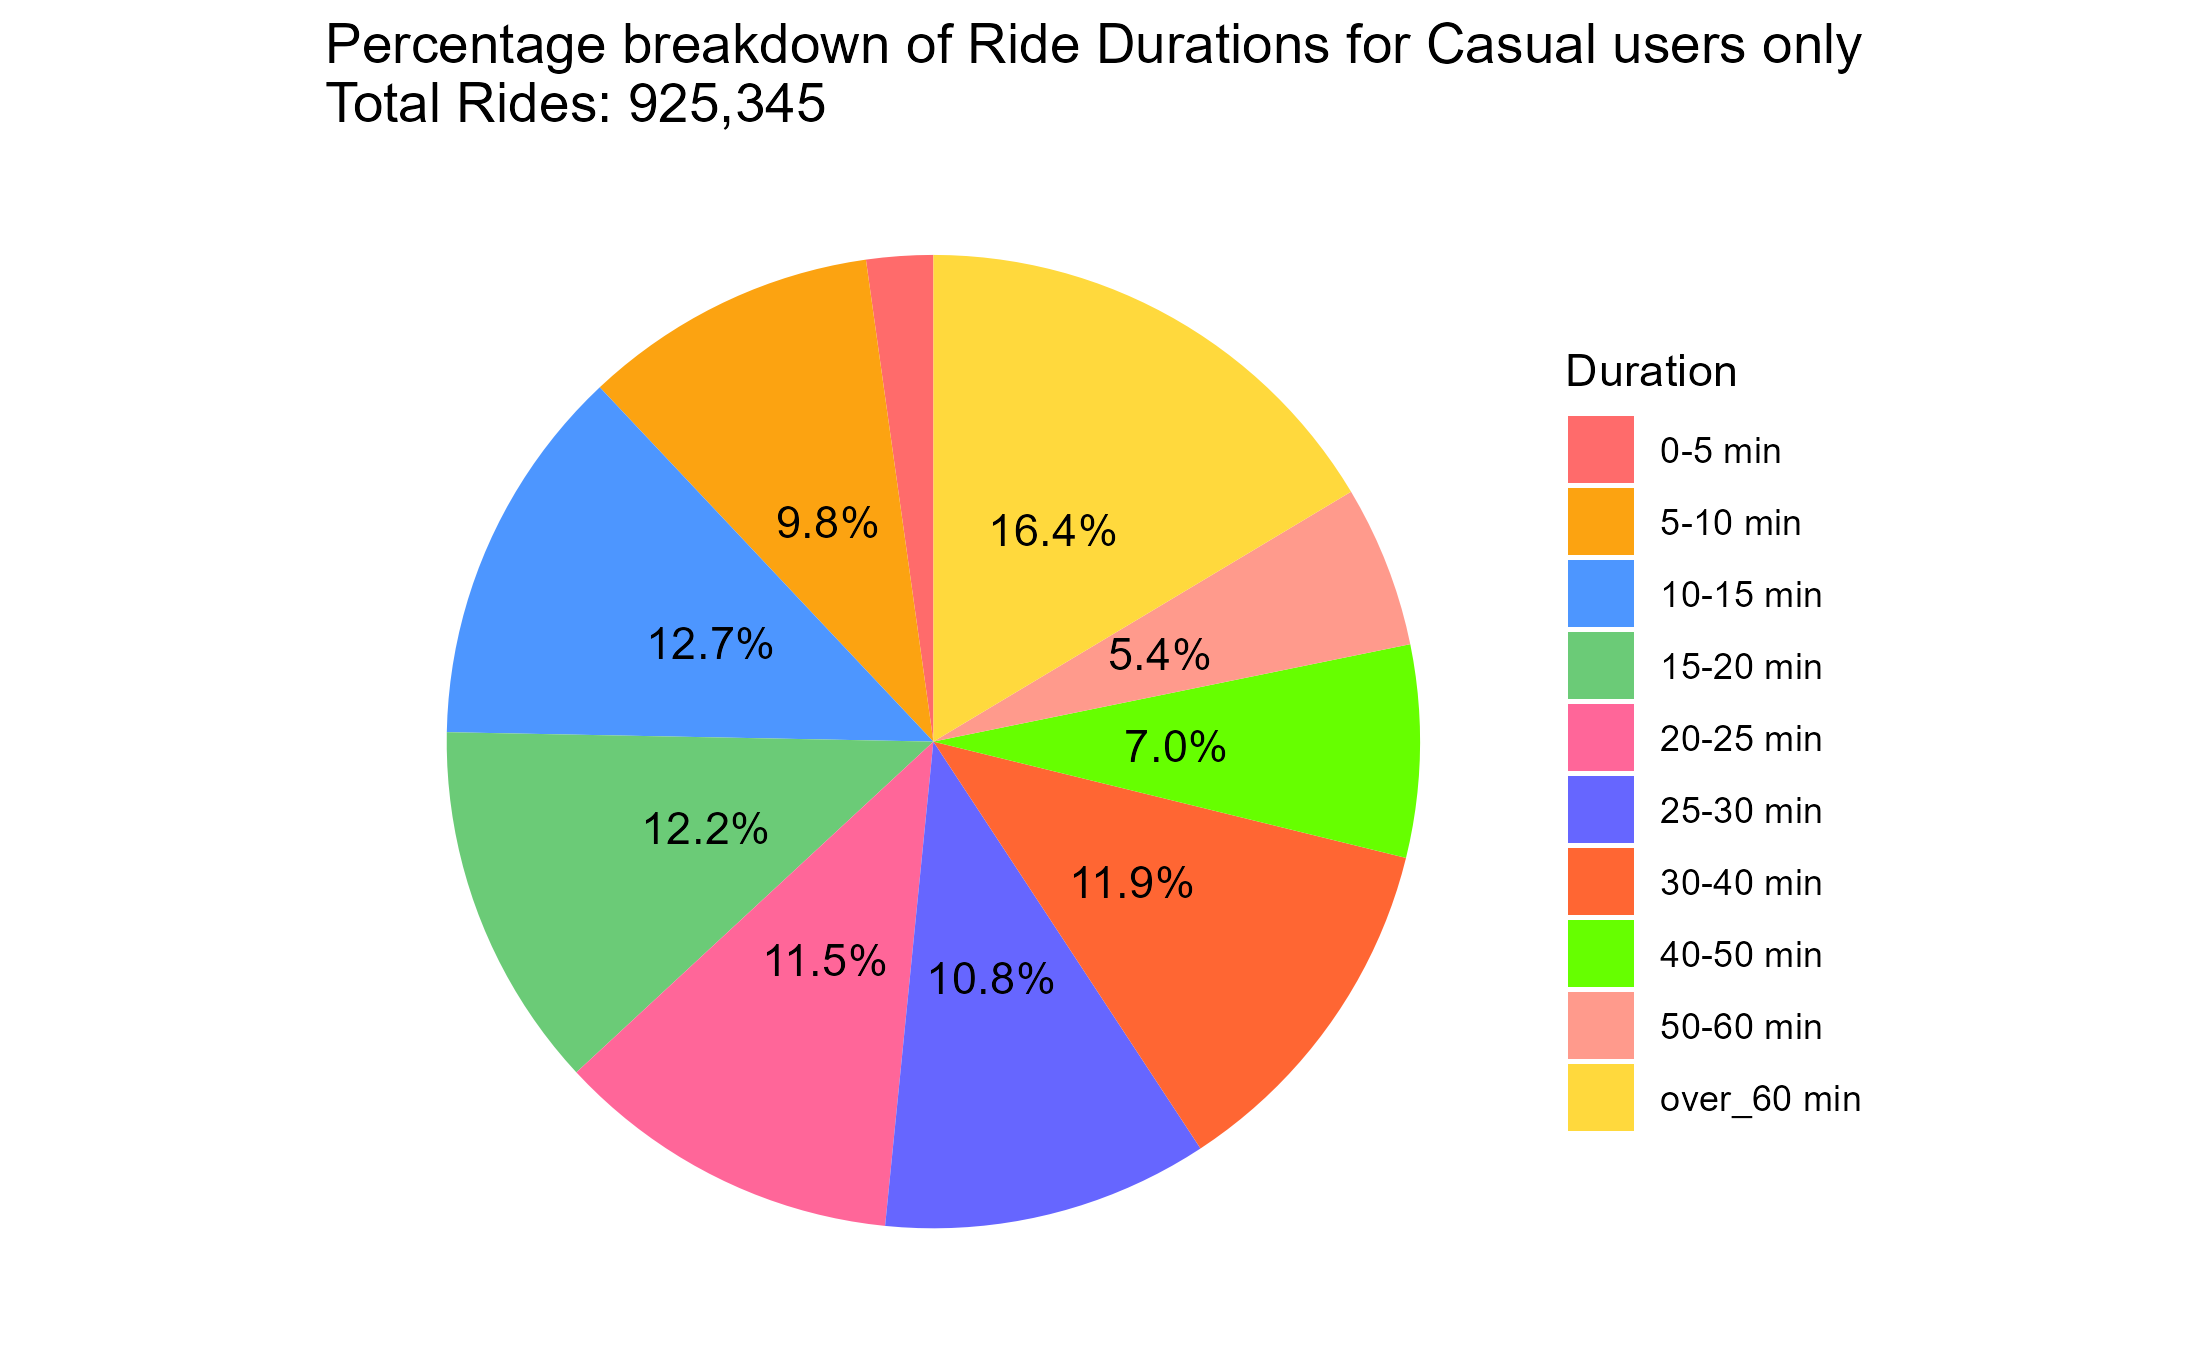 Percentage breakdown of Ride Durations for Casual users only
Total Rides: 925,345
9.8%
16.4%
12.7%
5.4%
7.0%
12.2%
11.9%
11.5%
10.8%
Duration
0-5 min
5-10 min
10-15 min
15-20 min
20-25 min
25-30 min
30-40 min
40-50 min
50-60 min
over_60 min